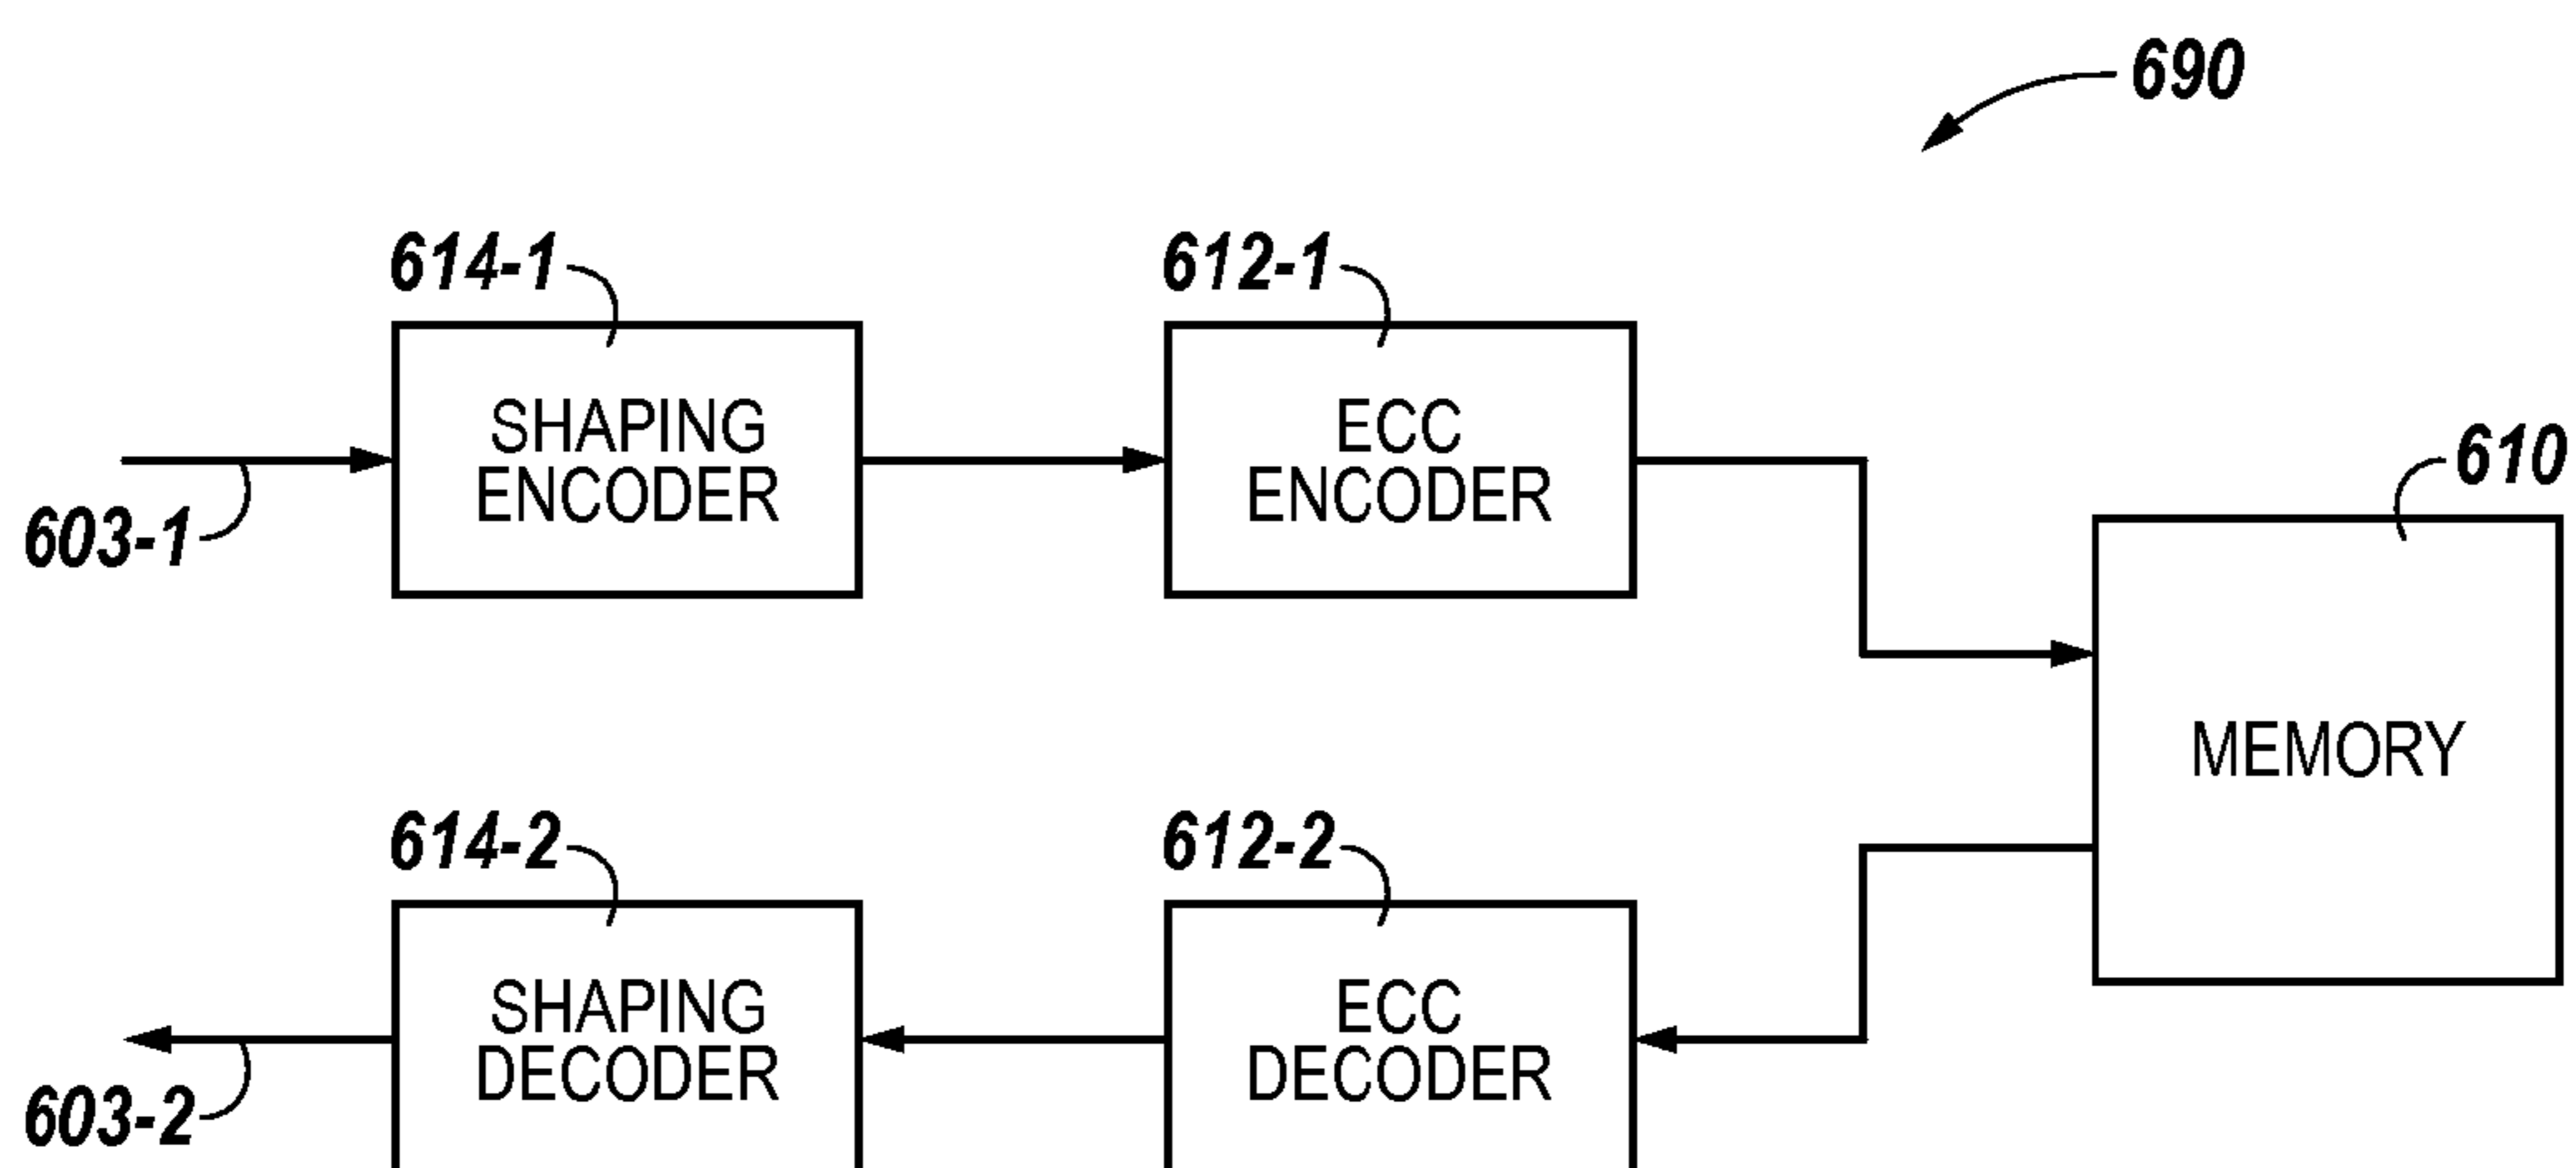 690
614-1
612-1
SHAPING
ENCODER
ECC
ENCODER
610
603-1
MEMORY
614-2
612-2
SHAPING
DECODER
ECC
DECODER
603-2